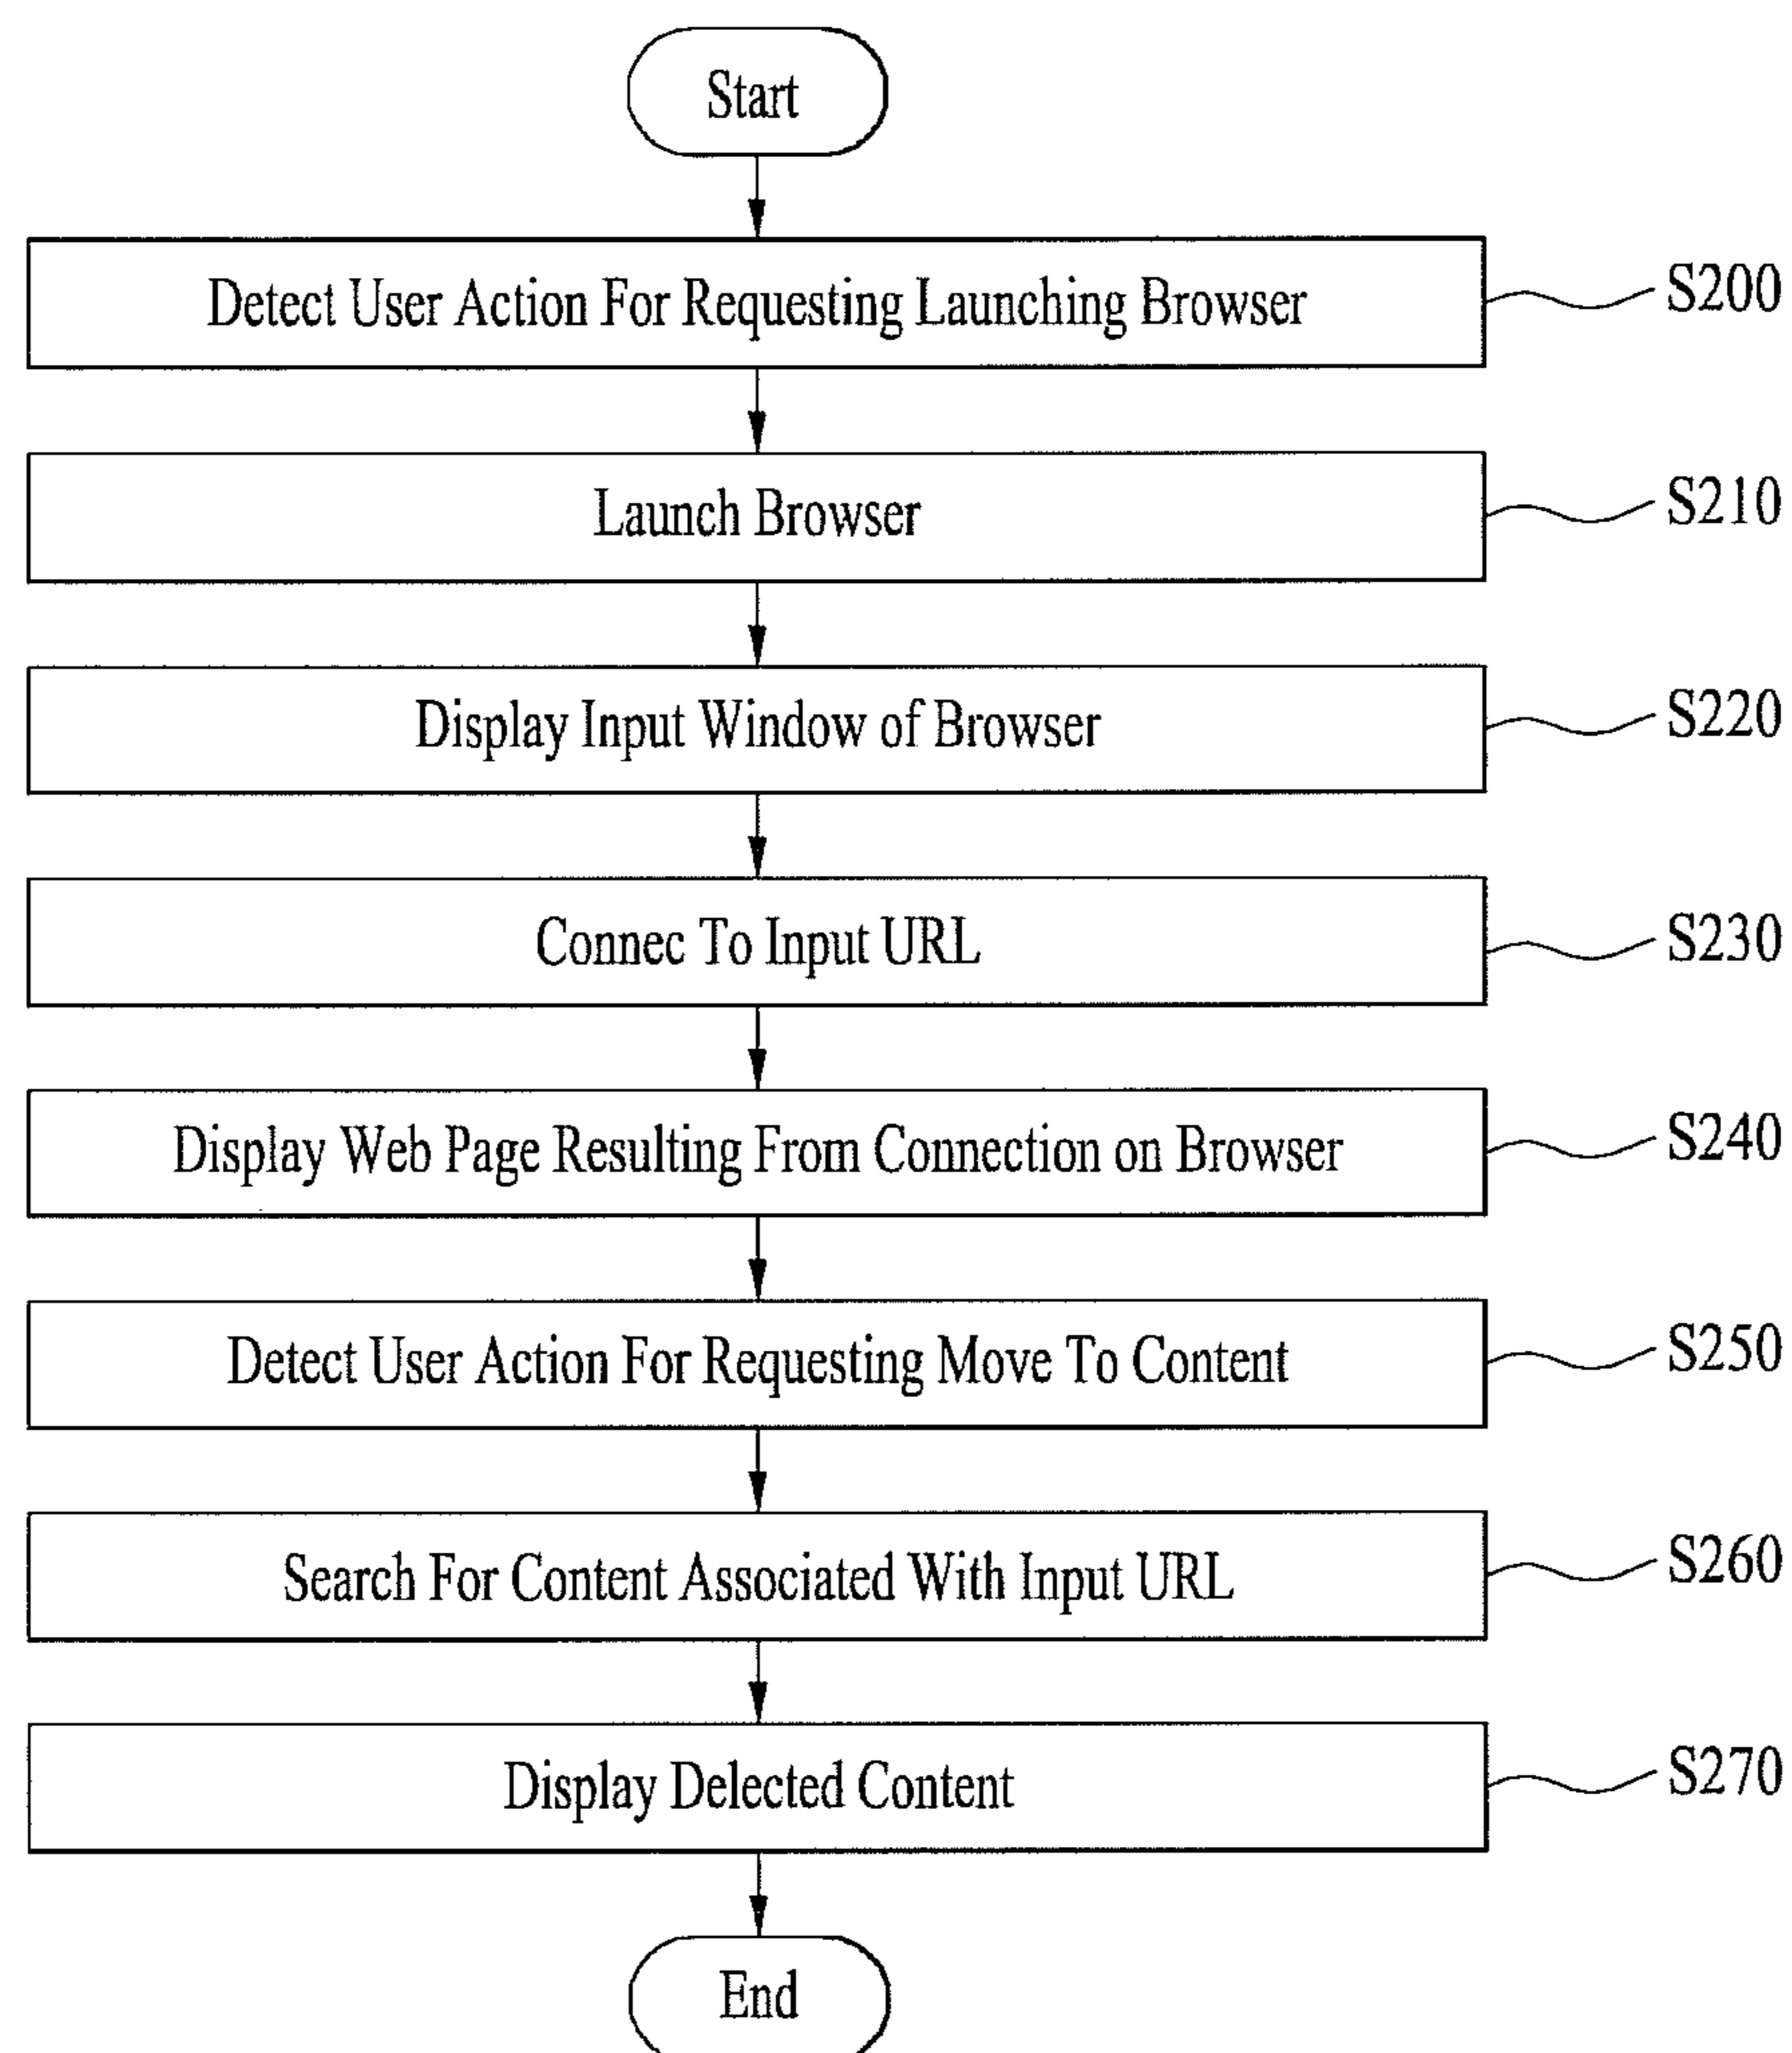 Start
Detect User Action For Requesting Launching Browser
S200
Launch Browser
S210
Display Input Window of Browser
S220
Connec To Input URL
S230
Display Web Page Resulting From Connection on Browser
S240
Detect User Action For Requesting Move To Content
S250
Search For Content Associated With Input URL
S260
Display Delected Content
S270
End